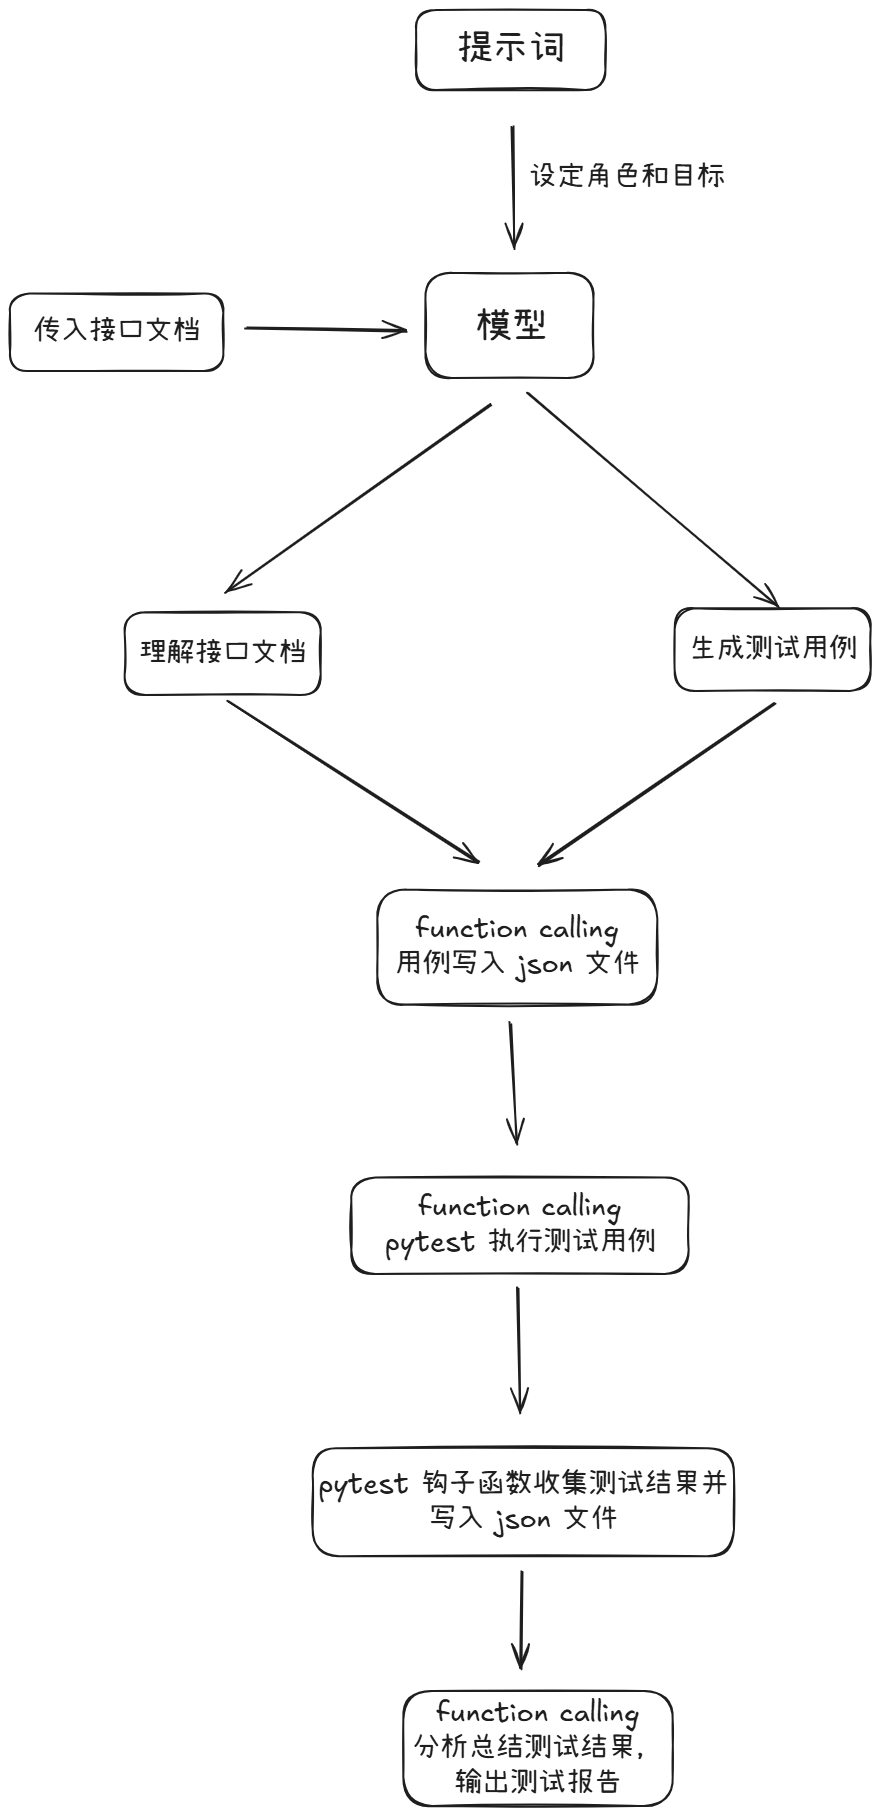 提示词
设定角色和目标
传入接口文档
模型
理解接口文档
生成测试用例
function calling
用例写入 json 文件
function calling
pytest 执行测试用例
pytest 钩子函数收集测试结果并
写入 json 文件
function calling
分析总结测试结果，
输出测试报告